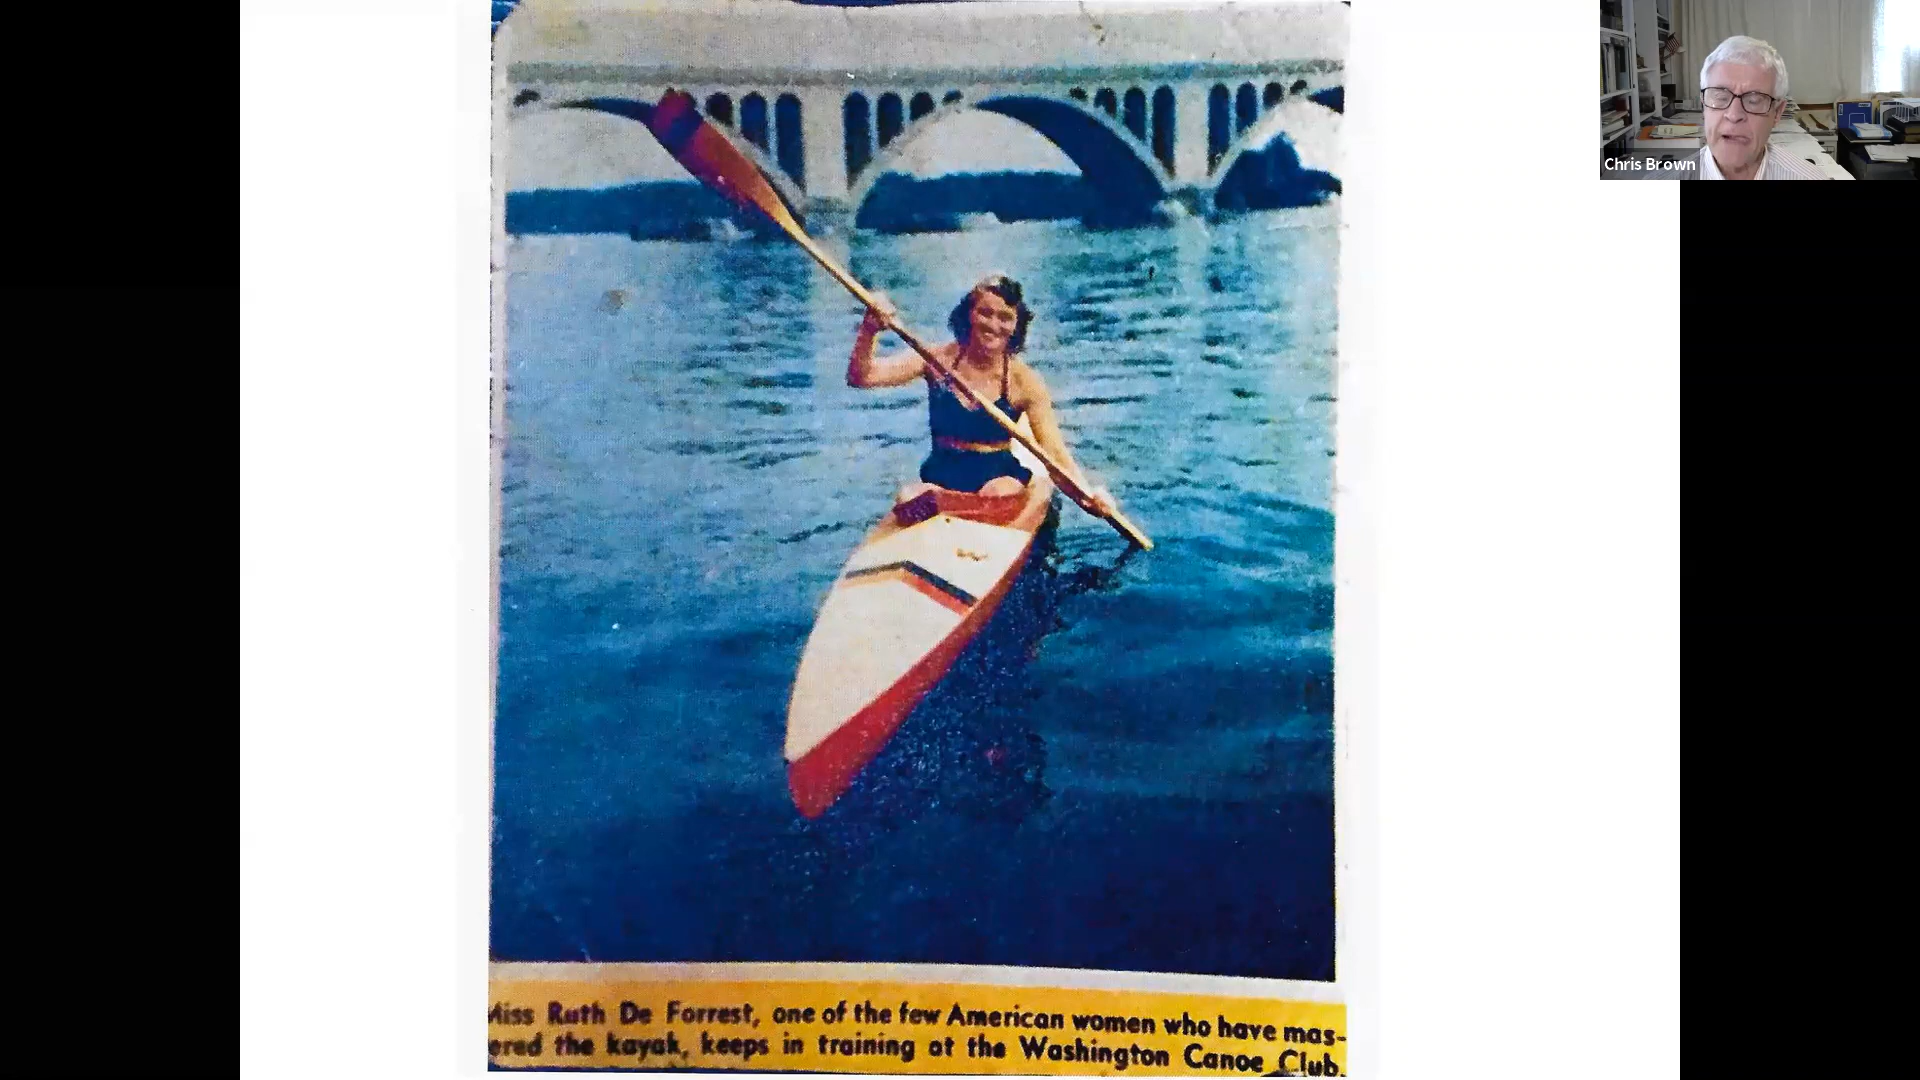 Chris Brown
Miss Ruth De Forrest, one of the few American women who have mas-
ered the kayak, keeps in training at the Washington Canoe Club.